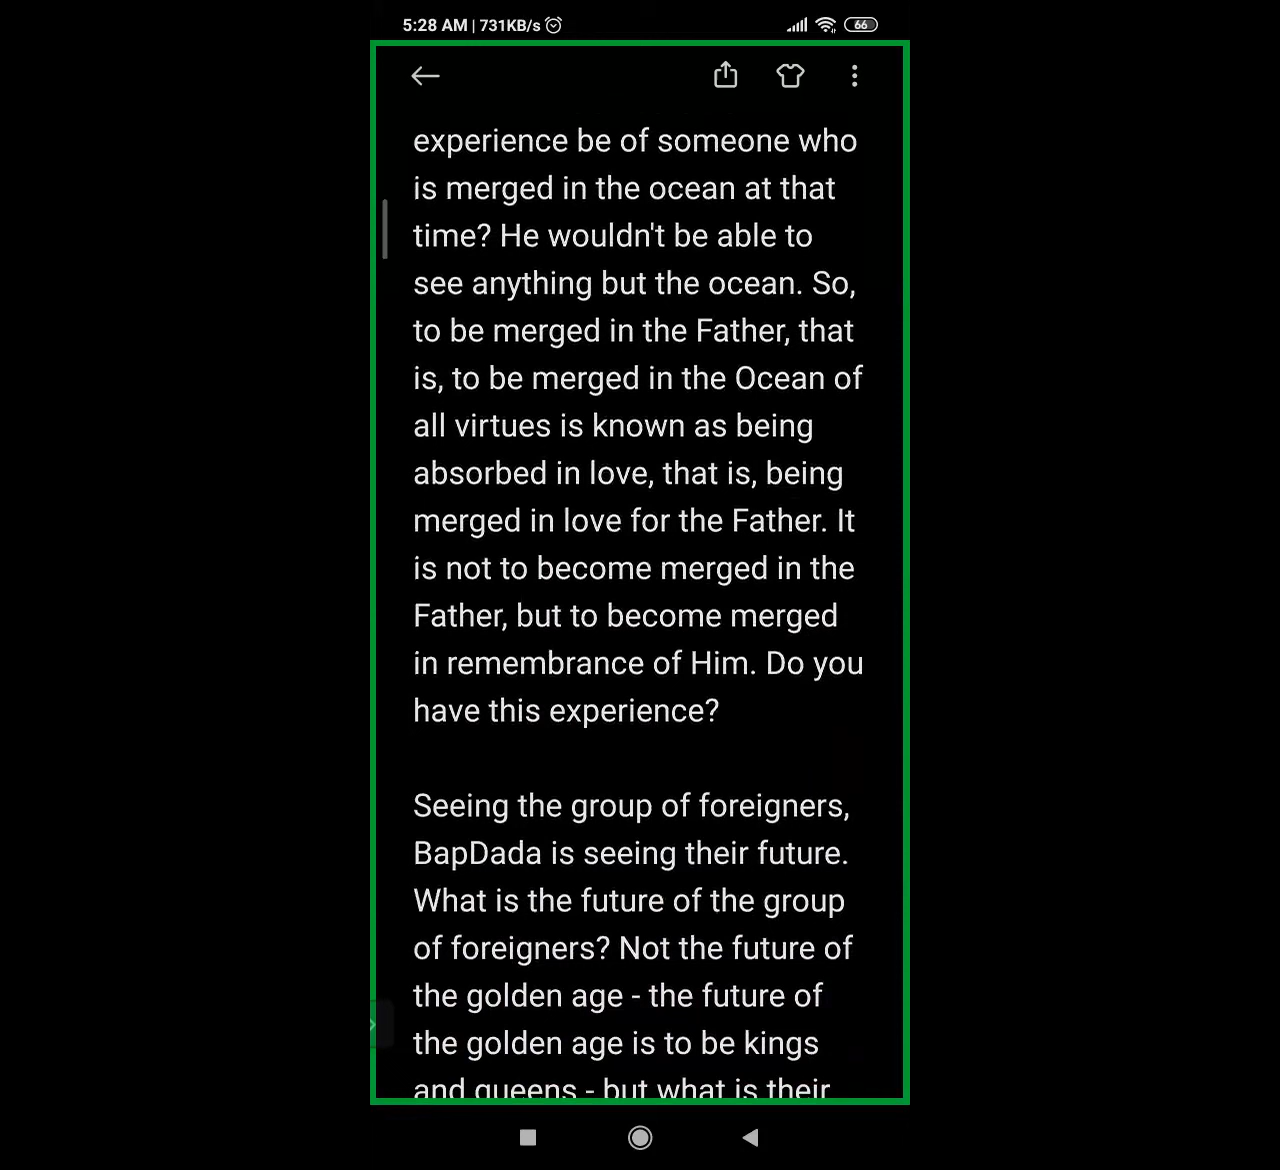 5:28 AM | 731KB/s
66
experience be of someone who
is merged in the ocean at that
time? He wouldn't be able to
see anything but the ocean. So,
to be merged in the Father, that
is, to be merged in the Ocean of
all virtues is known as being
absorbed in love, that is, being
merged in love for the Father. It
is not to become merged in the
Father, but to become merged
in remembrance of Him. Do you
have this experience?
Seeing the group of foreigners,
BapDada is seeing their future.
What is the future of the group
of foreigners? Not the future of
the golden age - the future of
the golden age is to be kings
and queens - but what is their